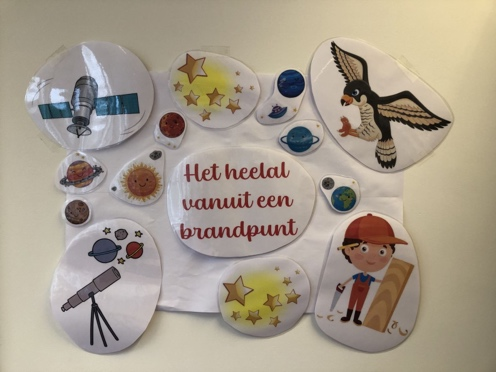 Het heelal
vanuit een
brandpunt